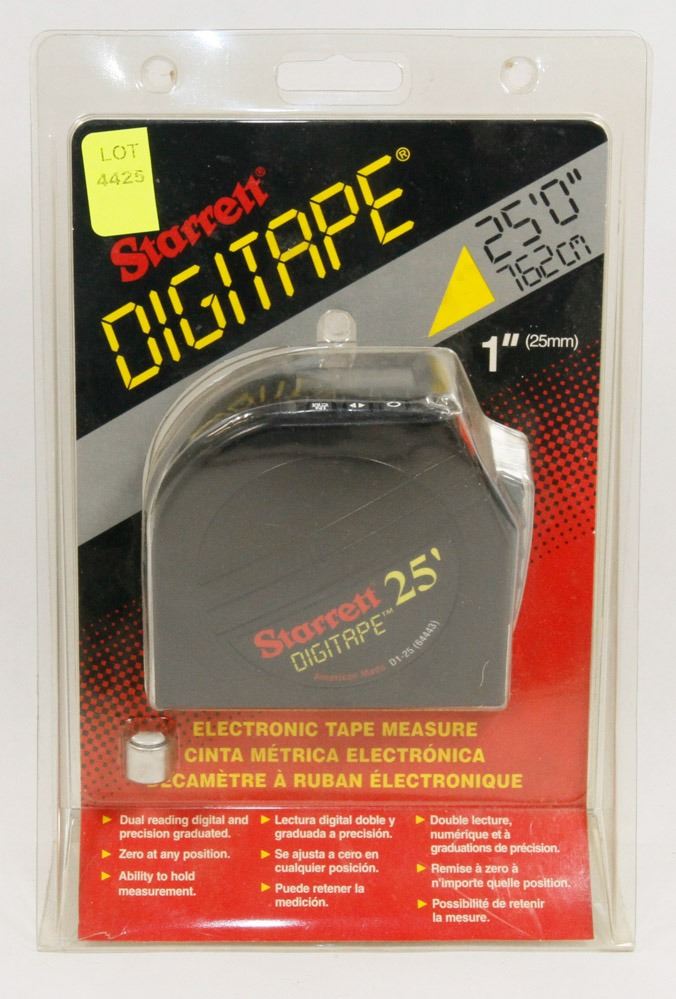 LOT
4425
Starrett®
DIGITAPE®
25'0"
762cm
1" (25mm)
Starrett 25'
DIGITAPE™
American Made D1-25 (64443)
ELECTRONIC TAPE MEASURE
CINTA MÉTRICA ELECTRÓNICA
ECAMÈTRE À RUBAN ÉLECTRONIQUE
▶ Dual reading digital and
precision graduated.
▶ Zero at any position.
▶ Ability to hold
measurement.
▶ Lectura digital doble y
graduada a precisión.
▶ Se ajusta a cero en
cualquier posición.
▶ Puede retener la
medición.
▶ Double lecture,
numérique et à
graduations de précision.
▶ Remise à zéro à
n'importe quelle position.
▶ Possibilité de retenir
la mesure.